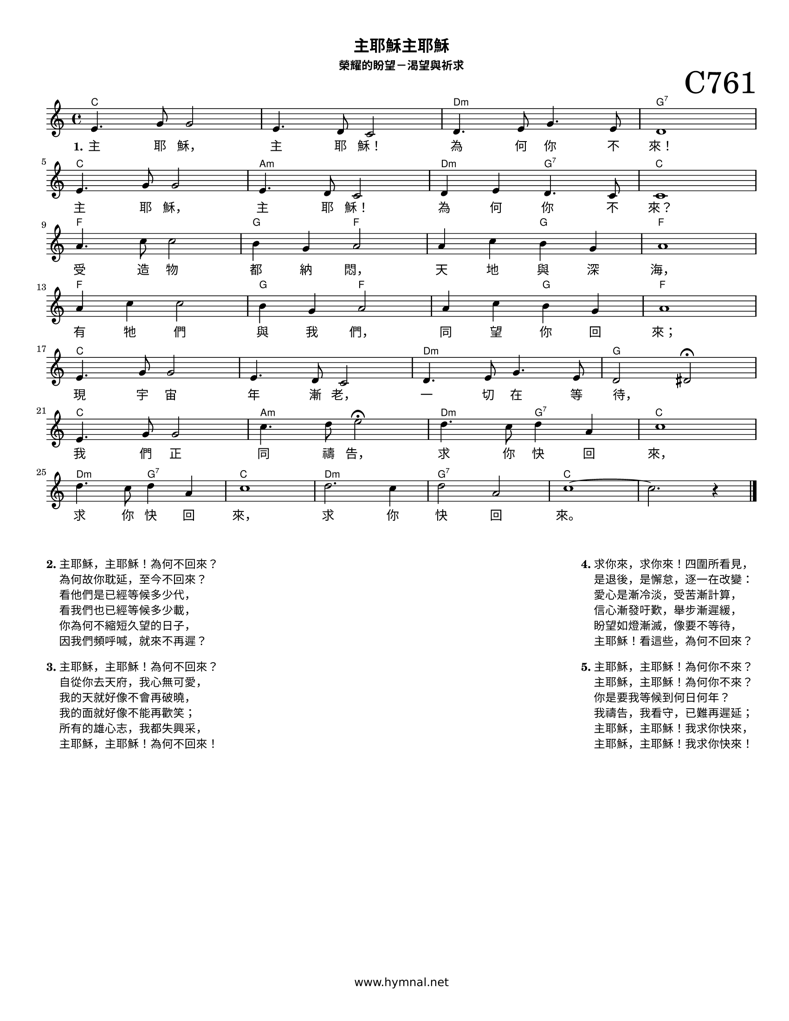 主耶穌主耶穌
榮耀的盼望－渴望與祈求
C761
C Dm G7
1. 主 耶 穌， 主 耶 穌！ 為 何 你 不 來！
5 C Am Dm G7 C
主 耶 穌， 主 耶 穌！ 為 何 你 不 來？
9 F G F G F
受 造 物 都 納 悶， 天 地 與 深 海，
13 F G F G F
有 牠 們 與 我 們， 同 望 你 回 來；
17 C Dm G
現 宇 宙 年 漸 老， 一 切 在 等 待，
21 C Am Dm G7 C
我 們 正 同 禱 告， 求 你 快 回 來，
25 Dm G7 C Dm G7 C
求 你 快 回 來， 求 你 快 回 來。
2. 主耶穌，主耶穌！為何不回來？
為何故你耽延，至今不回來？
看他們是已經等候多少代，
看我們也已經等候多少載，
你為何不縮短久望的日子，
因我們頻呼喊，就來不再遲？
3. 主耶穌，主耶穌！為何不回來？
自從你去天府，我心無可愛，
我的天就好像不會再破曉，
我的面就好像不能再歡笑；
所有的雄心志，我都失興采，
主耶穌，主耶穌！為何不回來！
4. 求你來，求你來！四圍所看見，
是退後，是懈怠，逐一在改變：
愛心是漸冷淡，受苦漸計算，
信心漸發吁歎，舉步漸遲緩，
盼望如燈漸滅，像要不等待，
主耶穌！看這些，為何不回來？
5. 主耶穌，主耶穌！為何你不來？
主耶穌，主耶穌！為何你不來？
你是要我等候到何日何年？
我禱告，我看守，已難再遲延；
主耶穌，主耶穌！我求你快來，
主耶穌，主耶穌！我求你快來！
www.hymnal.net